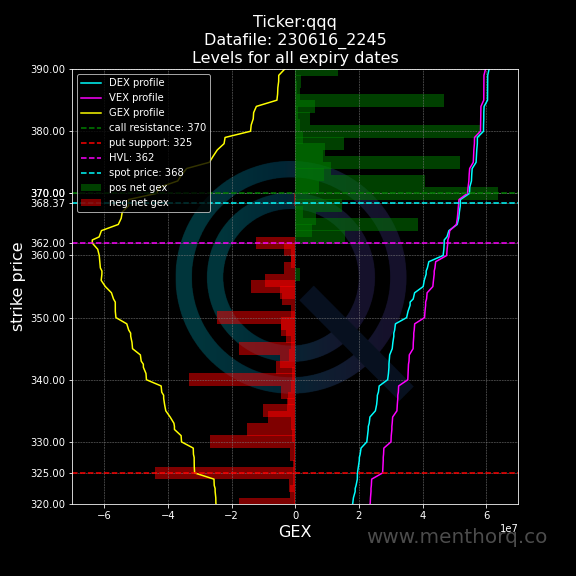 Ticker:qqq
Datafile: 230616_2245
Levels for all expiry dates
DEX profile
VEX profile
GEX profile
call resistance: 370
put support: 325
HVL: 362
spot price: 368
pos net gex
neg net gex
strike price
390.00
380.00
370.00
368.37
362.00
360.00
350.00
340.00
330.00
325.00
320.00
−6 −4 −2 0 2 4 6
1e7
GEX
www.menthorq.co